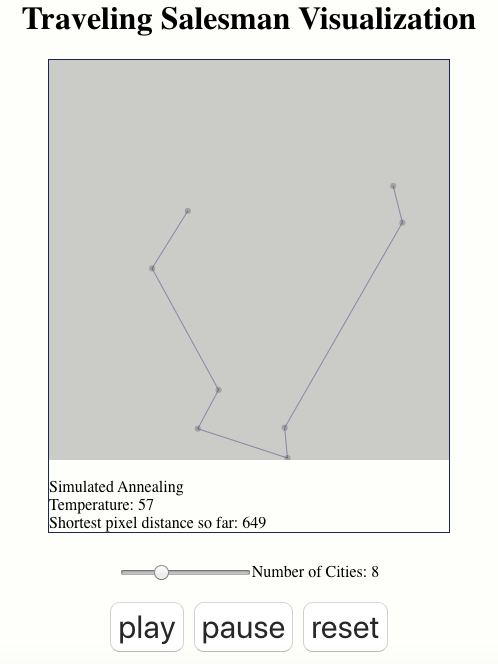 Traveling Salesman Visualization
Simulated Annealing
Temperature: 57
Shortest pixel distance so far: 649
Number of Cities: 8
play pause reset